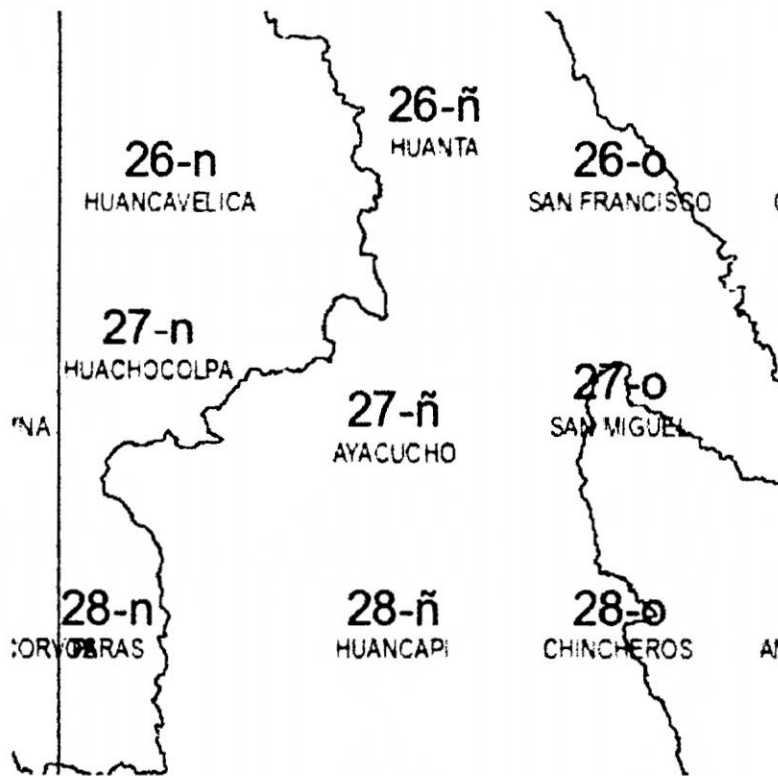 26-ñ
HUANTA
26-n
HUANCAVELICA
26-o
SAN FRANCISCO
27-n
HUACHOCOLPA
27-ñ
AYACUCHO
27-o
SAN MIGUEL
28-n
PARAS
28-ñ
HUANCAPI
28-o
CHINCHEROS